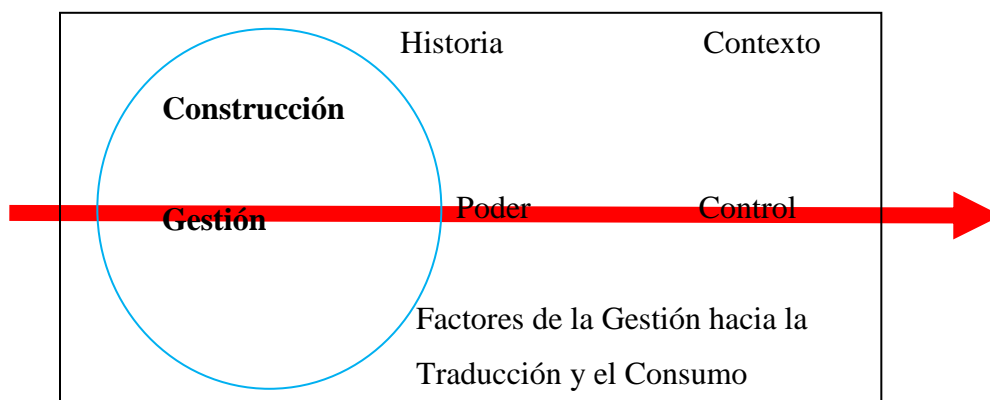 Historia Contexto
Construcción
Gestión Poder Control
Factores de la Gestión hacia la
Traducción y el Consumo